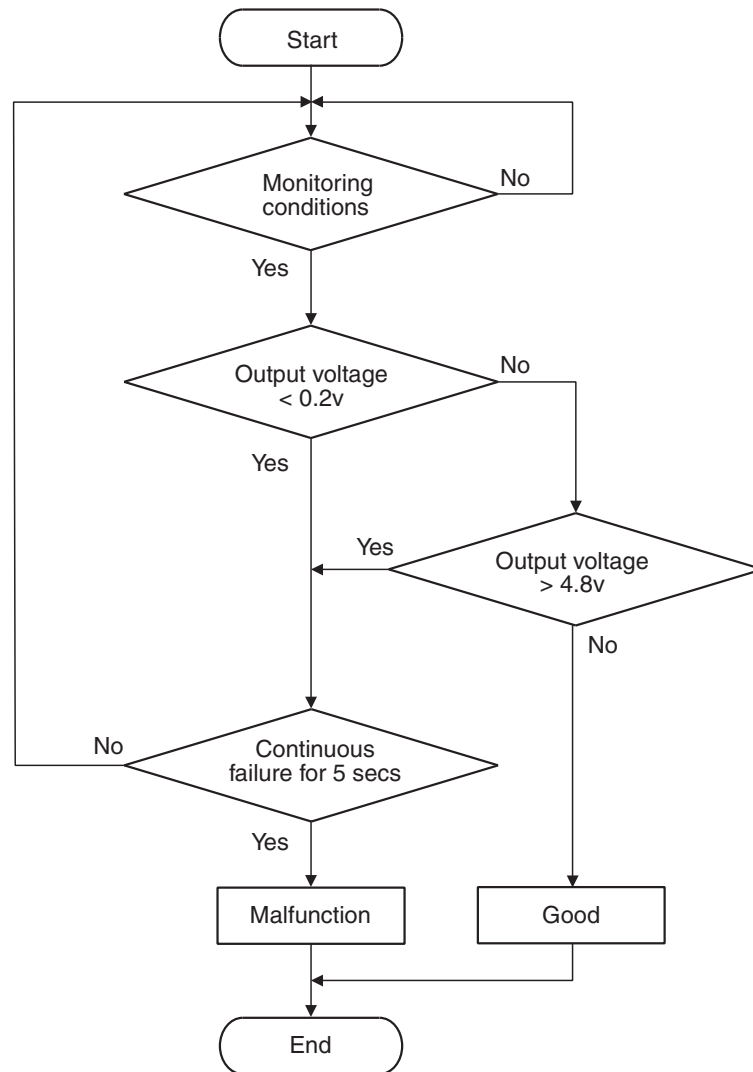 Start
Monitoring
conditions
No
Yes
Output voltage
< 0.2v
No
Yes
Yes
Output voltage
> 4.8v
No
No
Continuous
failure for 5 secs
Yes
Malfunction
Good
End